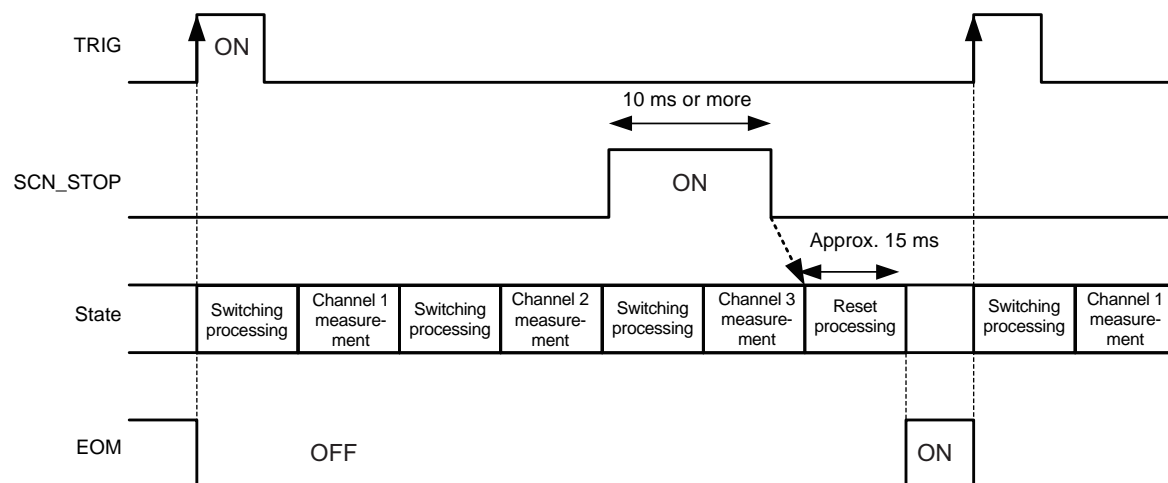 TRIG
ON
10 ms or more
SCN_STOP
ON
Approx. 15 ms
State
Switching
processing
Channel 1
measure-
ment
Switching
processing
Channel 2
measure-
ment
Switching
processing
Channel 3
measure-
ment
Reset
processing
Switching
processing
Channel 1
measure-
ment
EOM
OFF
ON